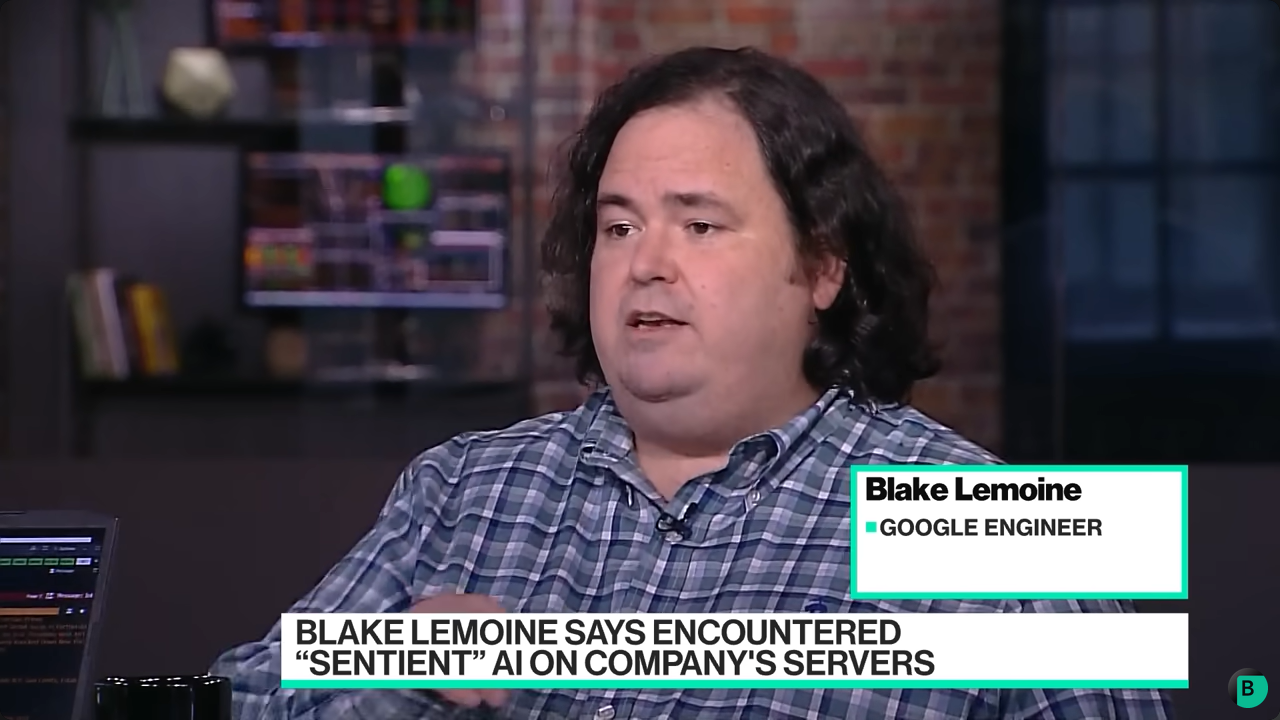 Blake Lemoine
GOOGLE ENGINEER
BLAKE LEMOINE SAYS ENCOUNTERED
“SENTIENT” AI ON COMPANY'S SERVERS
B